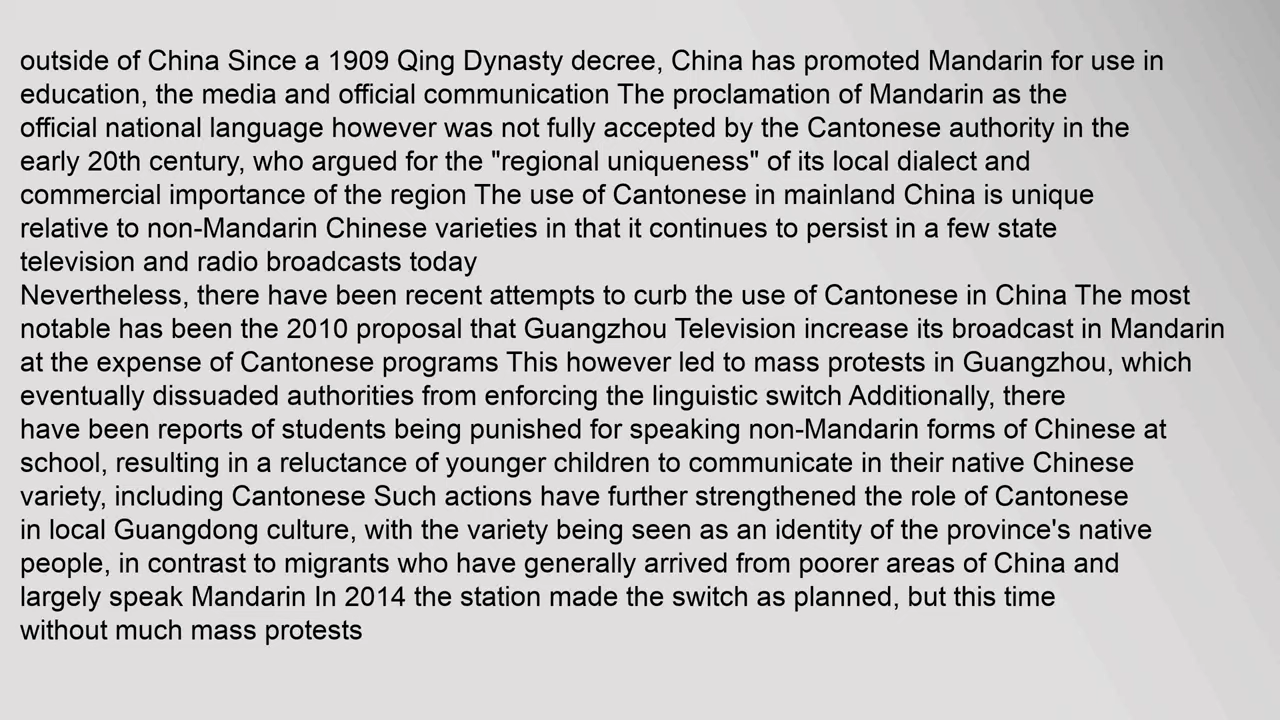 outside of China Since a 1909 Qing Dynasty decree, China has promoted Mandarin for use in
education, the media and official communication The proclamation of Mandarin as the
official national language however was not fully accepted by the Cantonese authority in the
early 20th century, who argued for the "regional uniqueness" of its local dialect and
commercial importance of the region The use of Cantonese in mainland China is unique
relative to non-Mandarin Chinese varieties in that it continues to persist in a few state
television and radio broadcasts today
Nevertheless, there have been recent attempts to curb the use of Cantonese in China The most
notable has been the 2010 proposal that Guangzhou Television increase its broadcast in Mandarin
at the expense of Cantonese programs This however led to mass protests in Guangzhou, which
eventually dissuaded authorities from enforcing the linguistic switch Additionally, there
have been reports of students being punished for speaking non-Mandarin forms of Chinese at
school, resulting in a reluctance of younger children to communicate in their native Chinese
variety, including Cantonese Such actions have further strengthened the role of Cantonese
in local Guangdong culture, with the variety being seen as an identity of the province's native
people, in contrast to migrants who have generally arrived from poorer areas of China and
largely speak Mandarin In 2014 the station made the switch as planned, but this time
without much mass protests